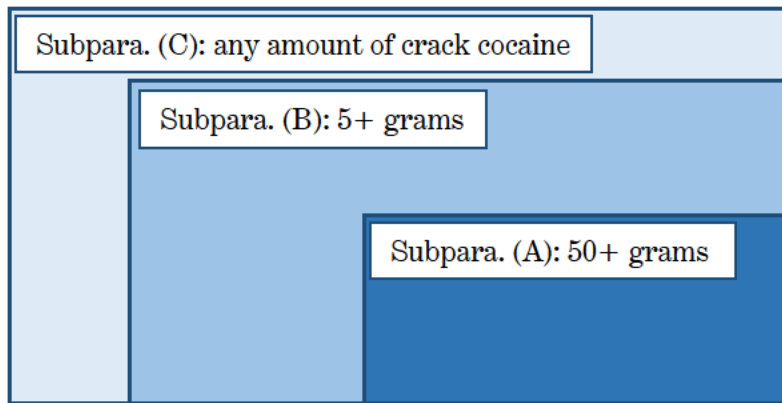 Subpara. (C): any amount of crack cocaine
Subpara. (B): 5+ grams
Subpara. (A): 50+ grams